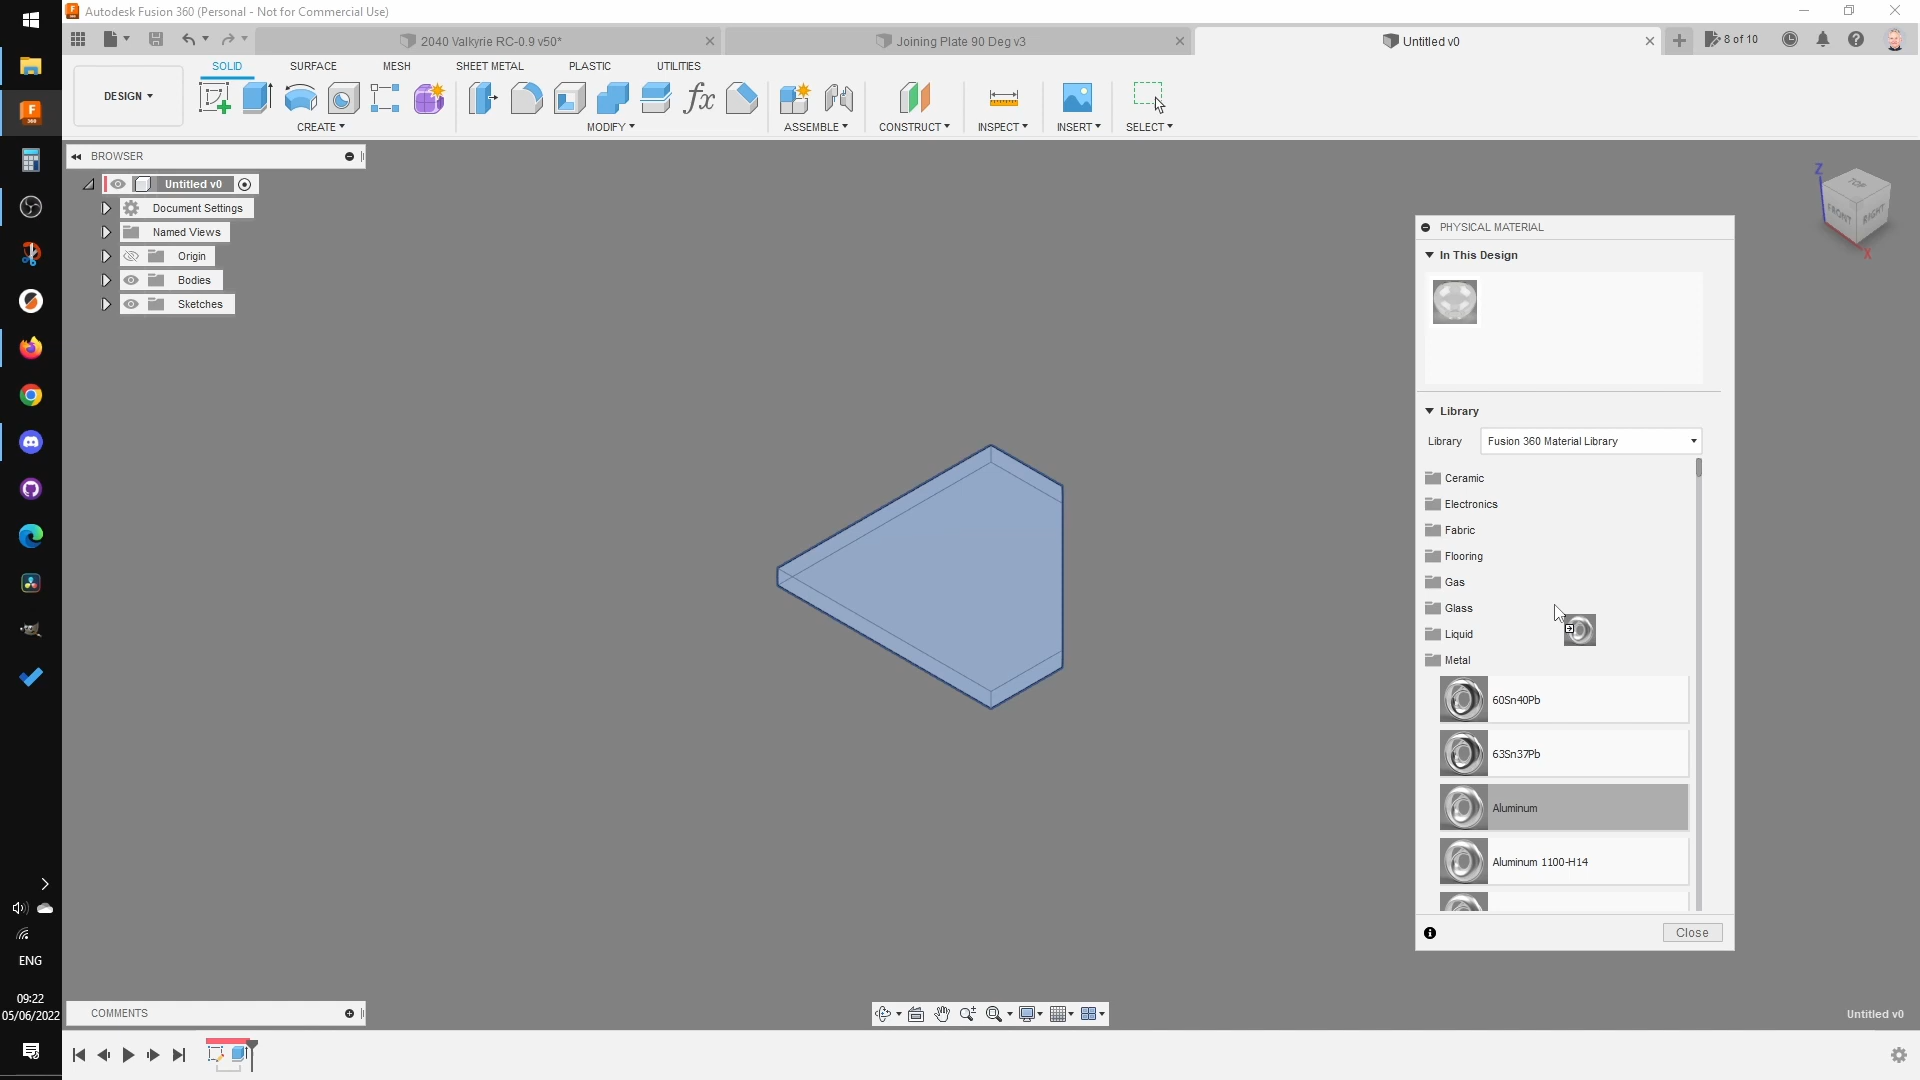 Autodesk Fusion 360 (Personal - Not for Commercial Use)
2040 Valkyrie RC-0.9 v50*
Joining Plate 90 Deg v3
Untitled v0
8 of 10
DESIGN
SOLID
SURFACE
MESH
SHEET METAL
PLASTIC
UTILITIES
CREATE
MODIFY
fx
ASSEMBLE
CONSTRUCT
INSPECT
INSERT
SELECT
BROWSER
Untitled v0
Document Settings
Named Views
Origin
Bodies
Sketches
Z
TOP
FRONT
RIGHT
X
PHYSICAL MATERIAL
In This Design
Library
Library
Fusion 360 Material Library
Ceramic
Electronics
Fabric
Flooring
Gas
Glass
Liquid
Metal
60Sn40Pb
63Sn37Pb
Aluminum
Aluminum 1100-H14
Close
ENG
09:22
05/06/2022
COMMENTS
Untitled v0